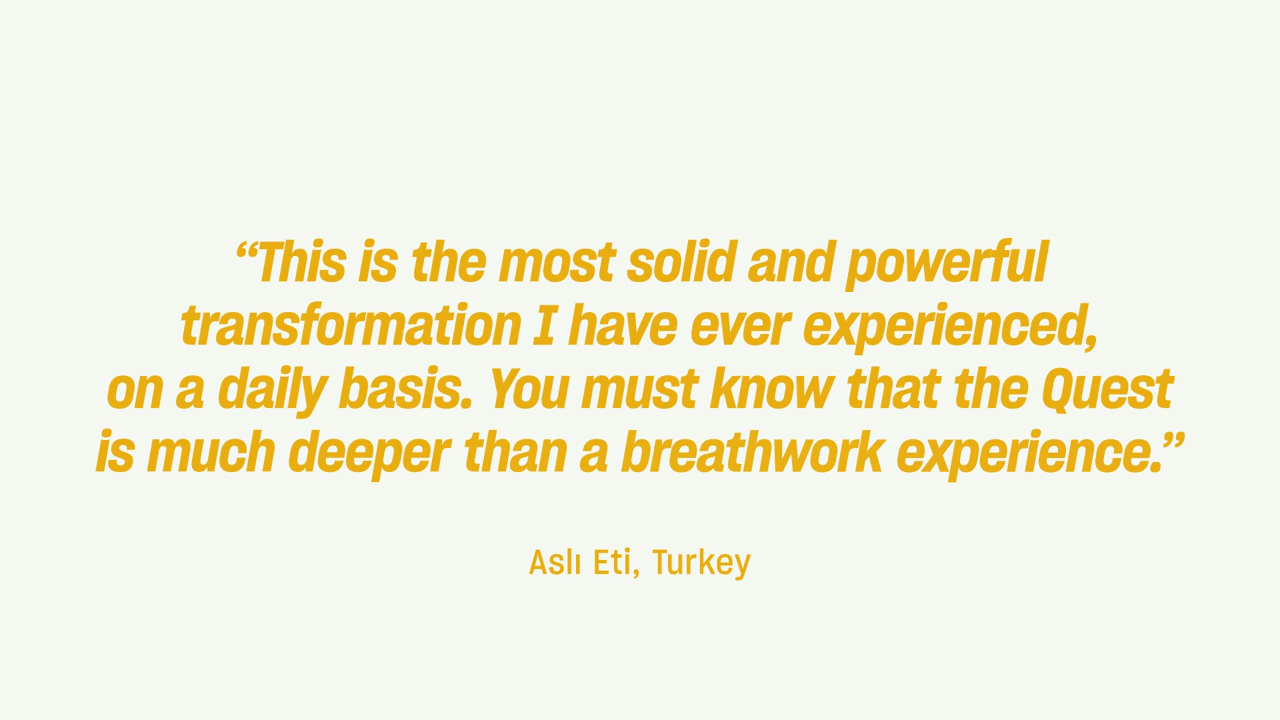 “This is the most solid and powerful
transformation I have ever experienced,
on a daily basis. You must know that the Quest
is much deeper than a breathwork experience.”
Aslı Eti, Turkey